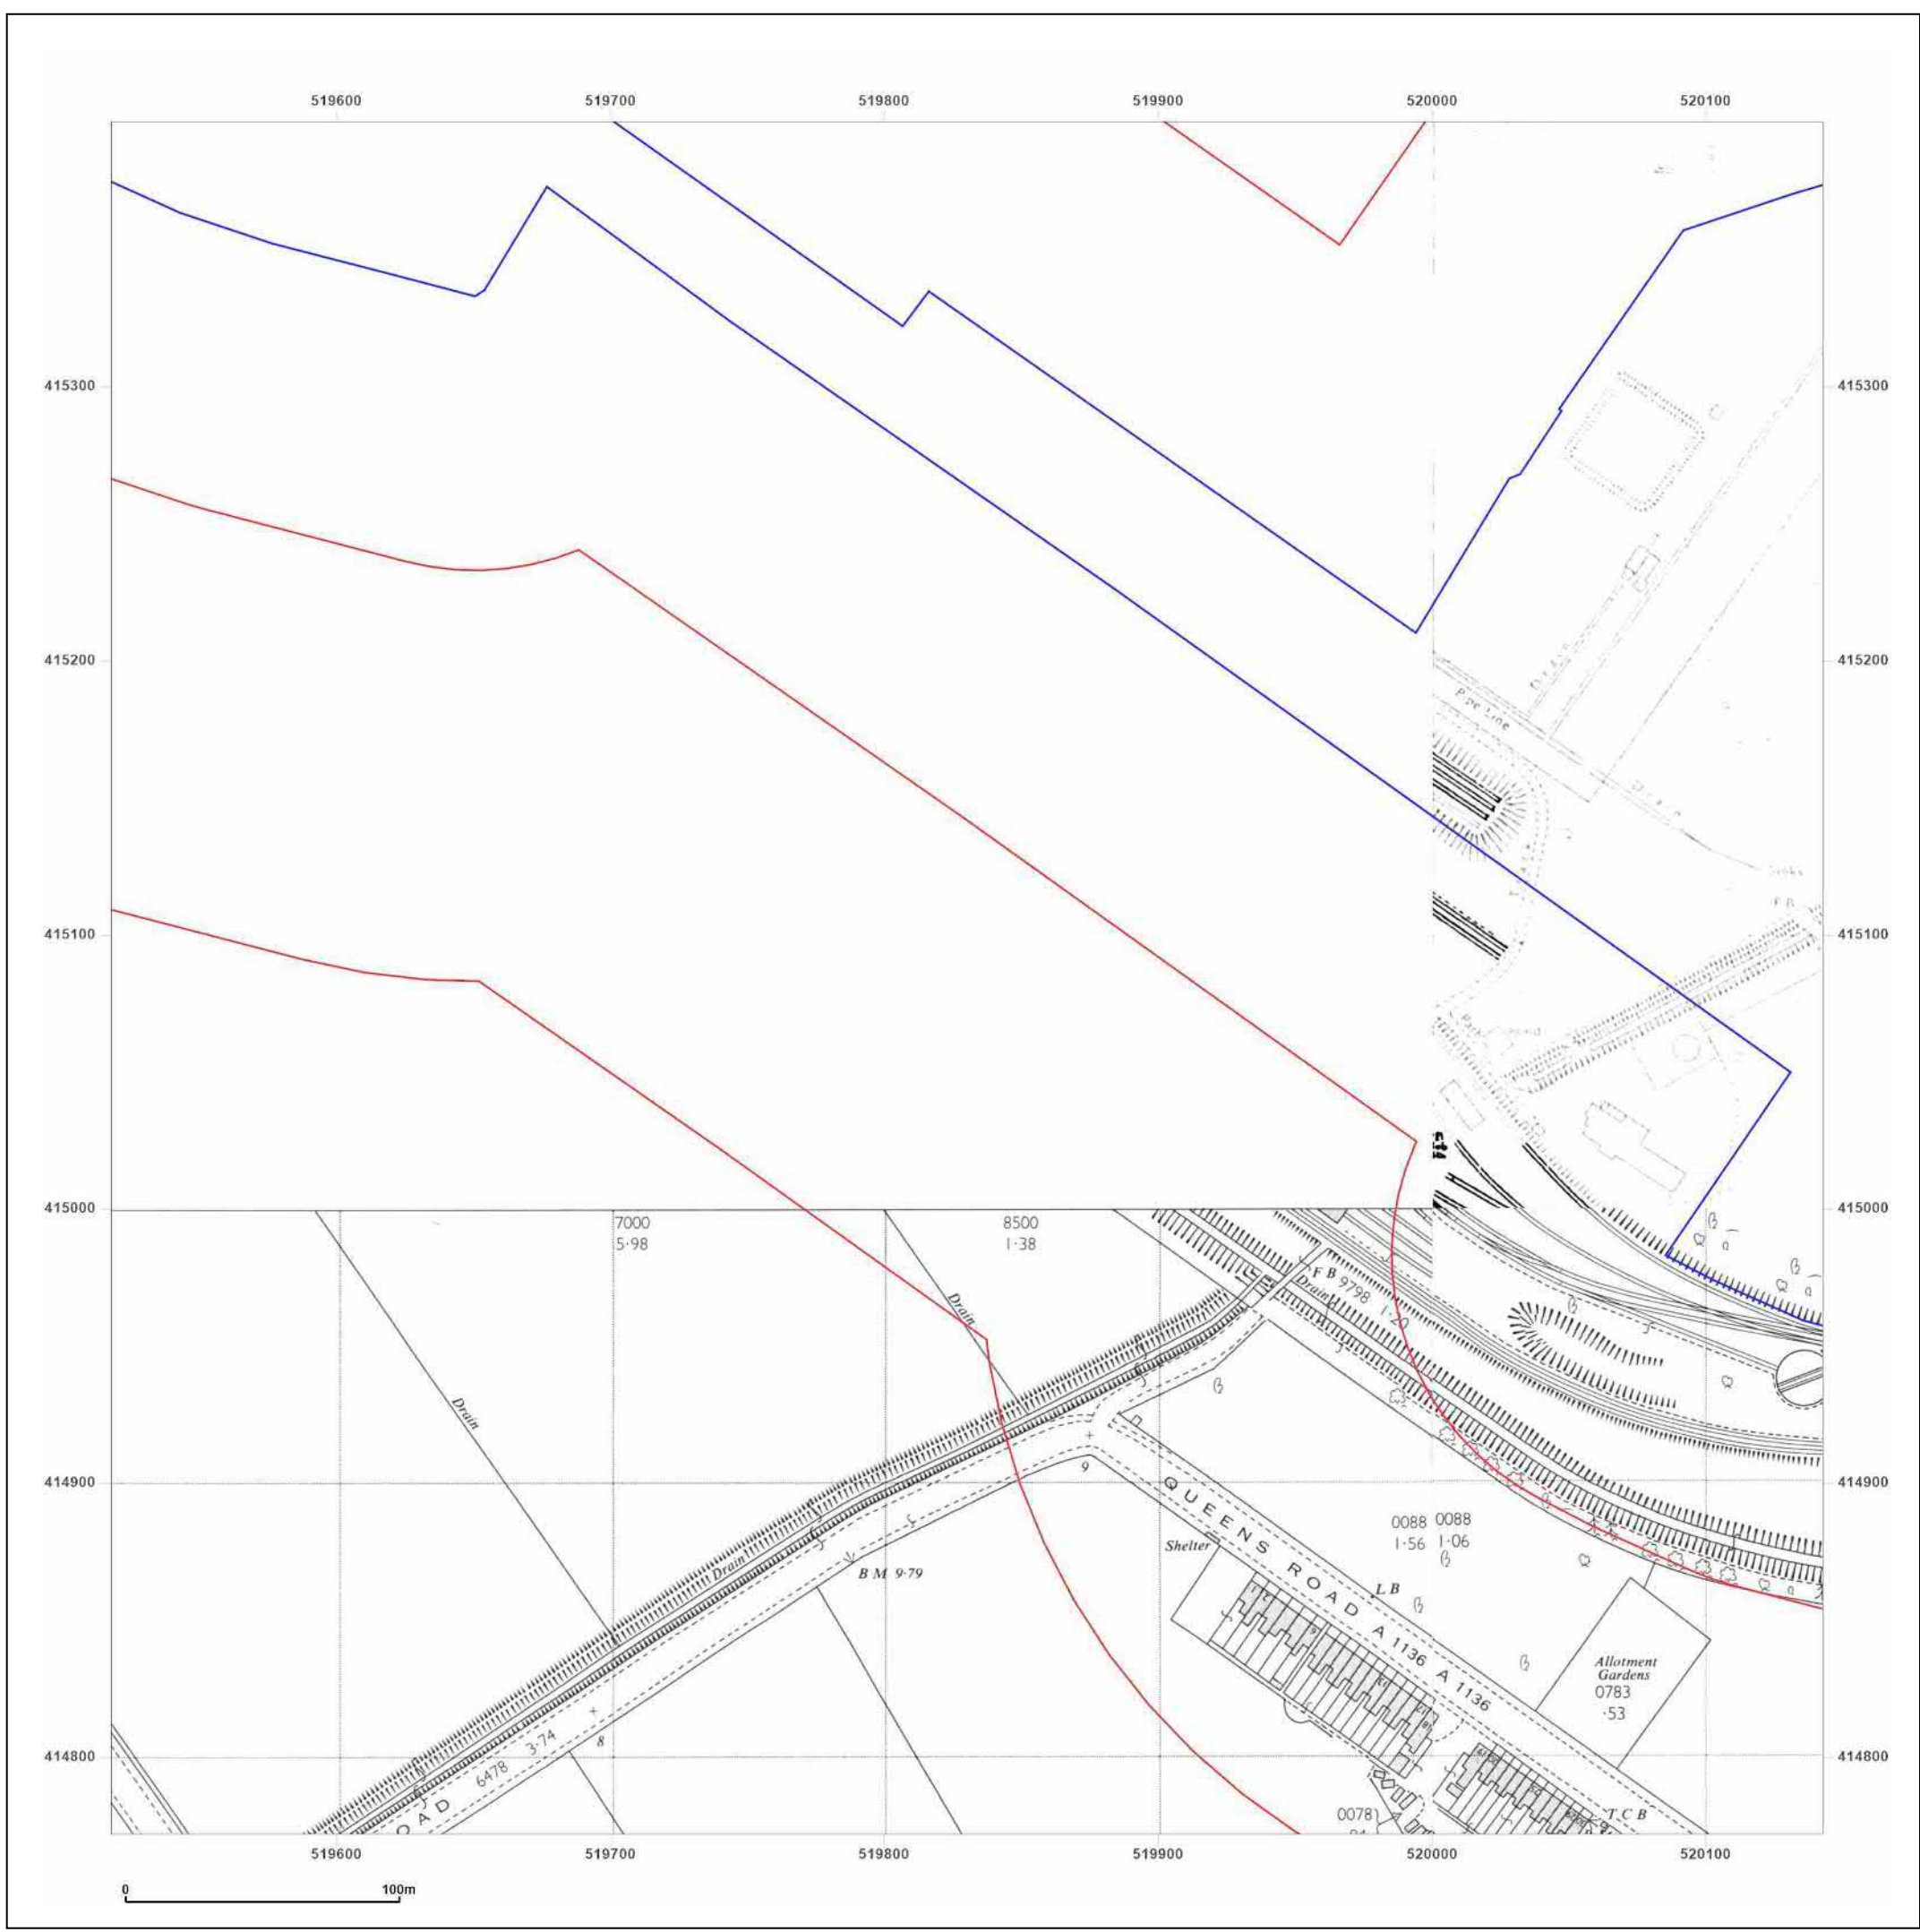 519600 519700 519800 519900 520000 520100
415300 415300
415200 415200
Pipe Line
Drain
F B
415100 415100
415000 415000
7000
5·98
8500
1·38
F B 9798 1·20
Drain
Drain
Drain
414900 414900
9
QUEENS ROAD A 1136 A 1136
Shelter
0088 0088
1·56 1·06
L B
Drain
B M 9·79
Allotment
Gardens
0783
·53
414800 414800
6478 3·74
8
OAD
0078
T C B
519600 519700 519800 519900 520000 520100
0 100m